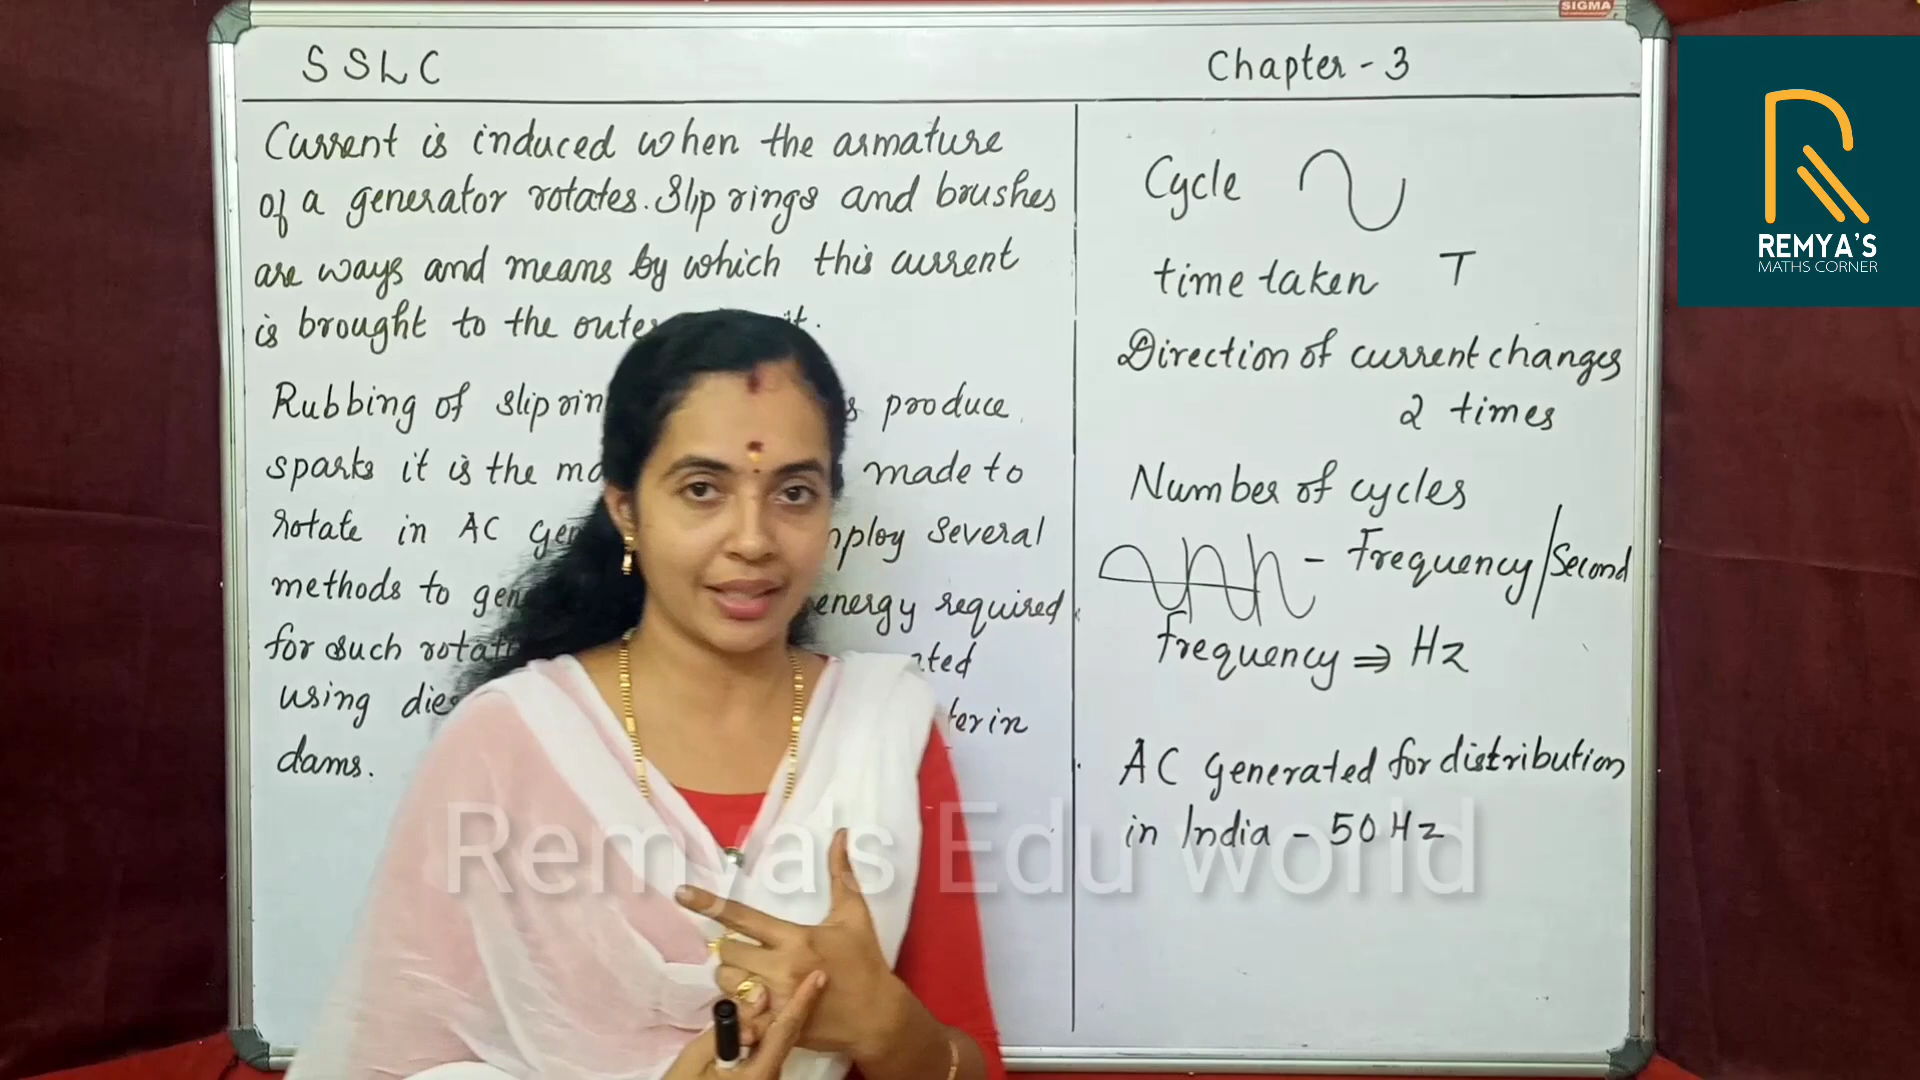 SIGMA
SSLC
Chapter - 3
Current is induced when the armature
of a generator rotates. Slip rings and brushes
are ways and means by which this current
is brought to the
Rubbing of produce
sparks it is the made to
rotate in AC several
methods to energy required
for such
using in
dams.
Cycle
time taken T
Direction of current changes
2 times
Number of cycles
- Frequency/Second
frequency ⇒ Hz
AC generated for distribution
in India - 50 Hz
REMYA'S
MATHS CORNER
Remya's Edu world